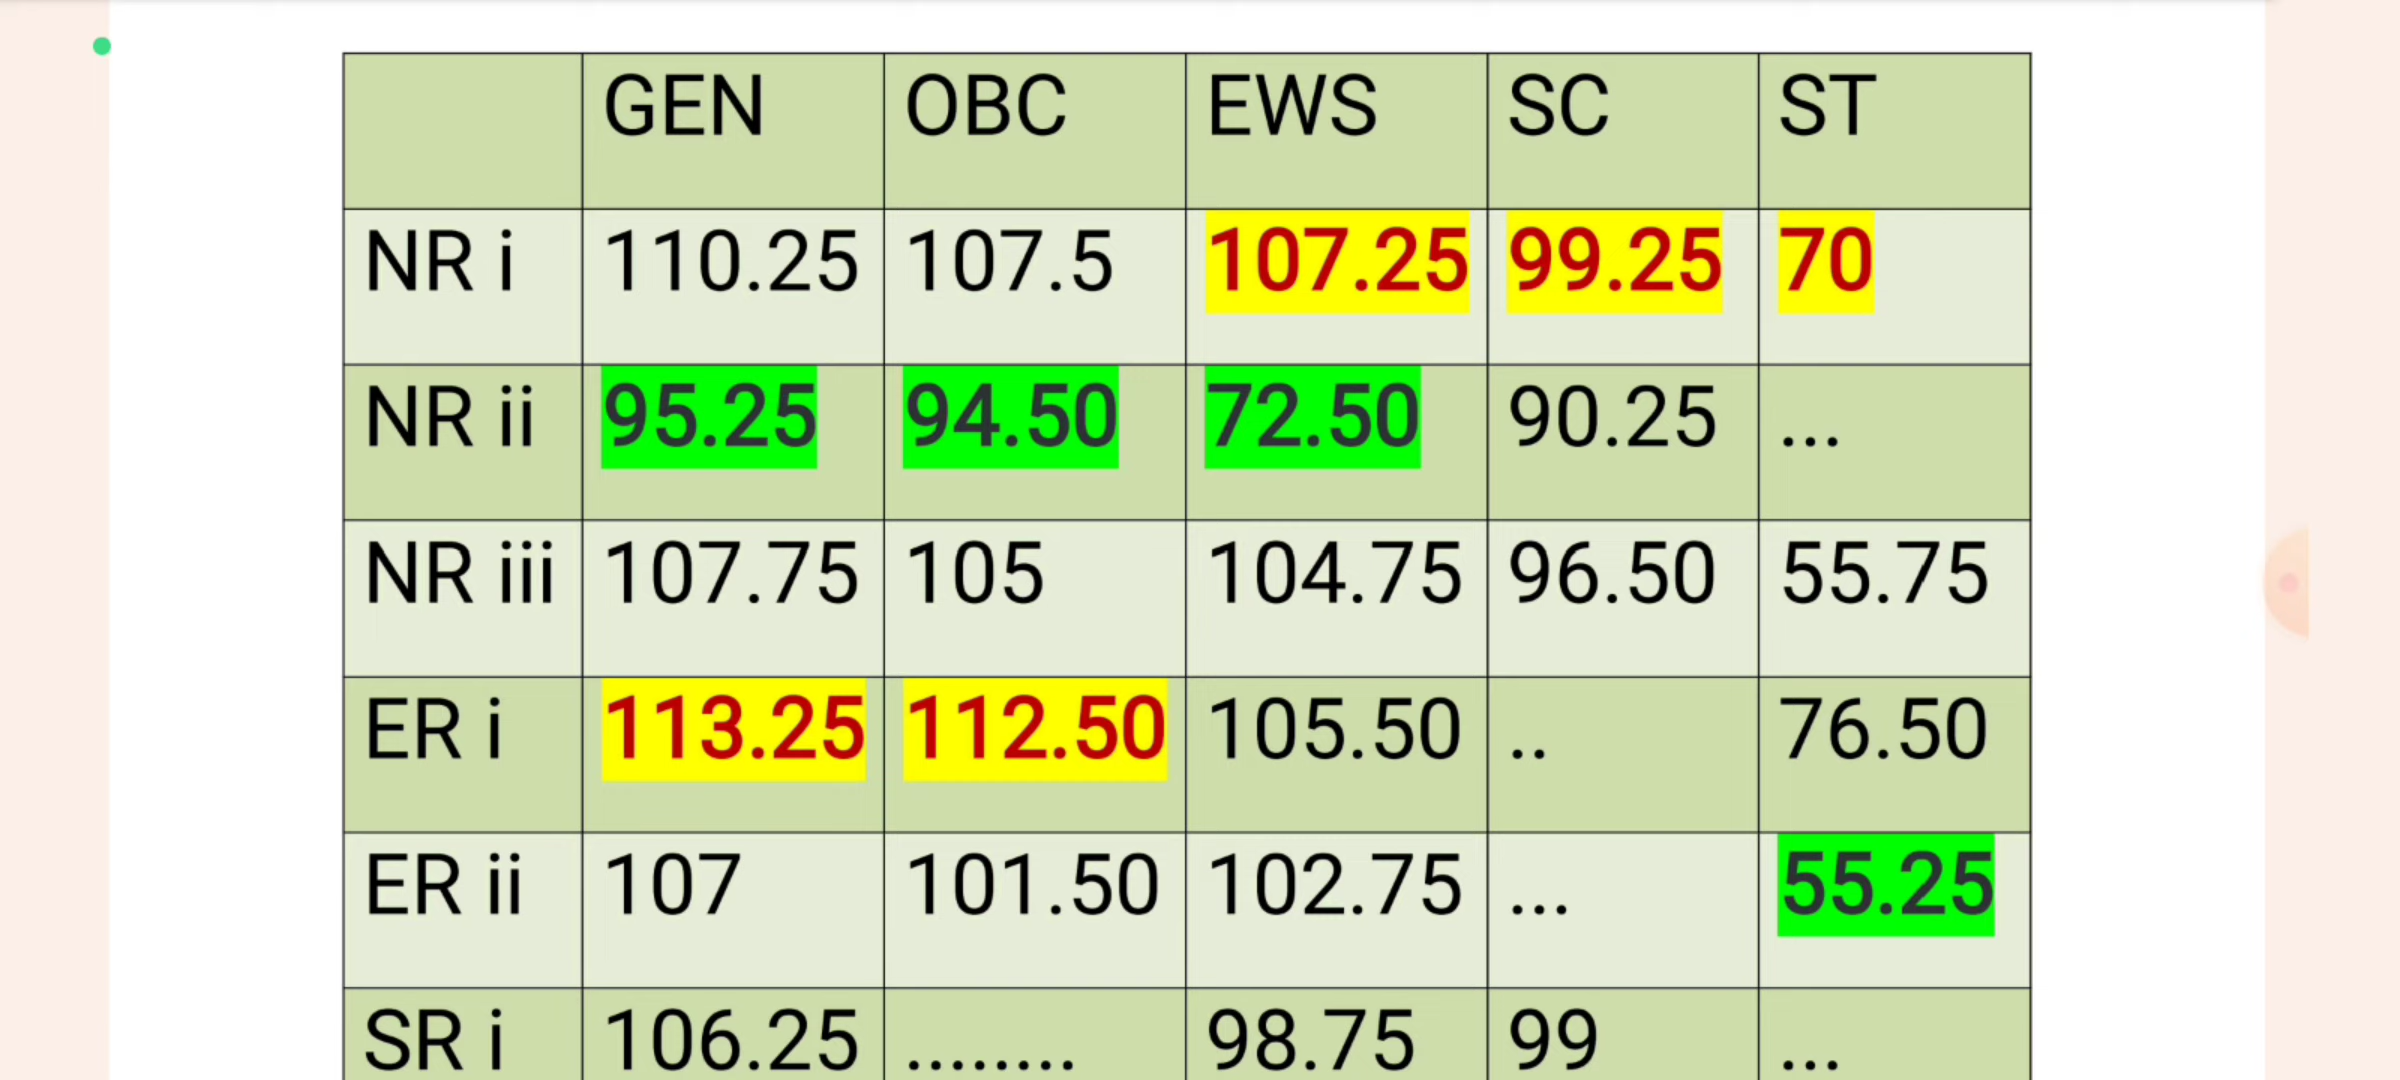 GEN OBC EWS SC ST
NR i 110.25 107.5 107.25 99.25 70
NR ii 95.25 94.50 72.50 90.25 ...
NR iii 107.75 105 104.75 96.50 55.75
ER i 113.25 112.50 105.50 .. 76.50
ER ii 107 101.50 102.75 ... 55.25
SR i 106.25 ........ 98.75 99 ...